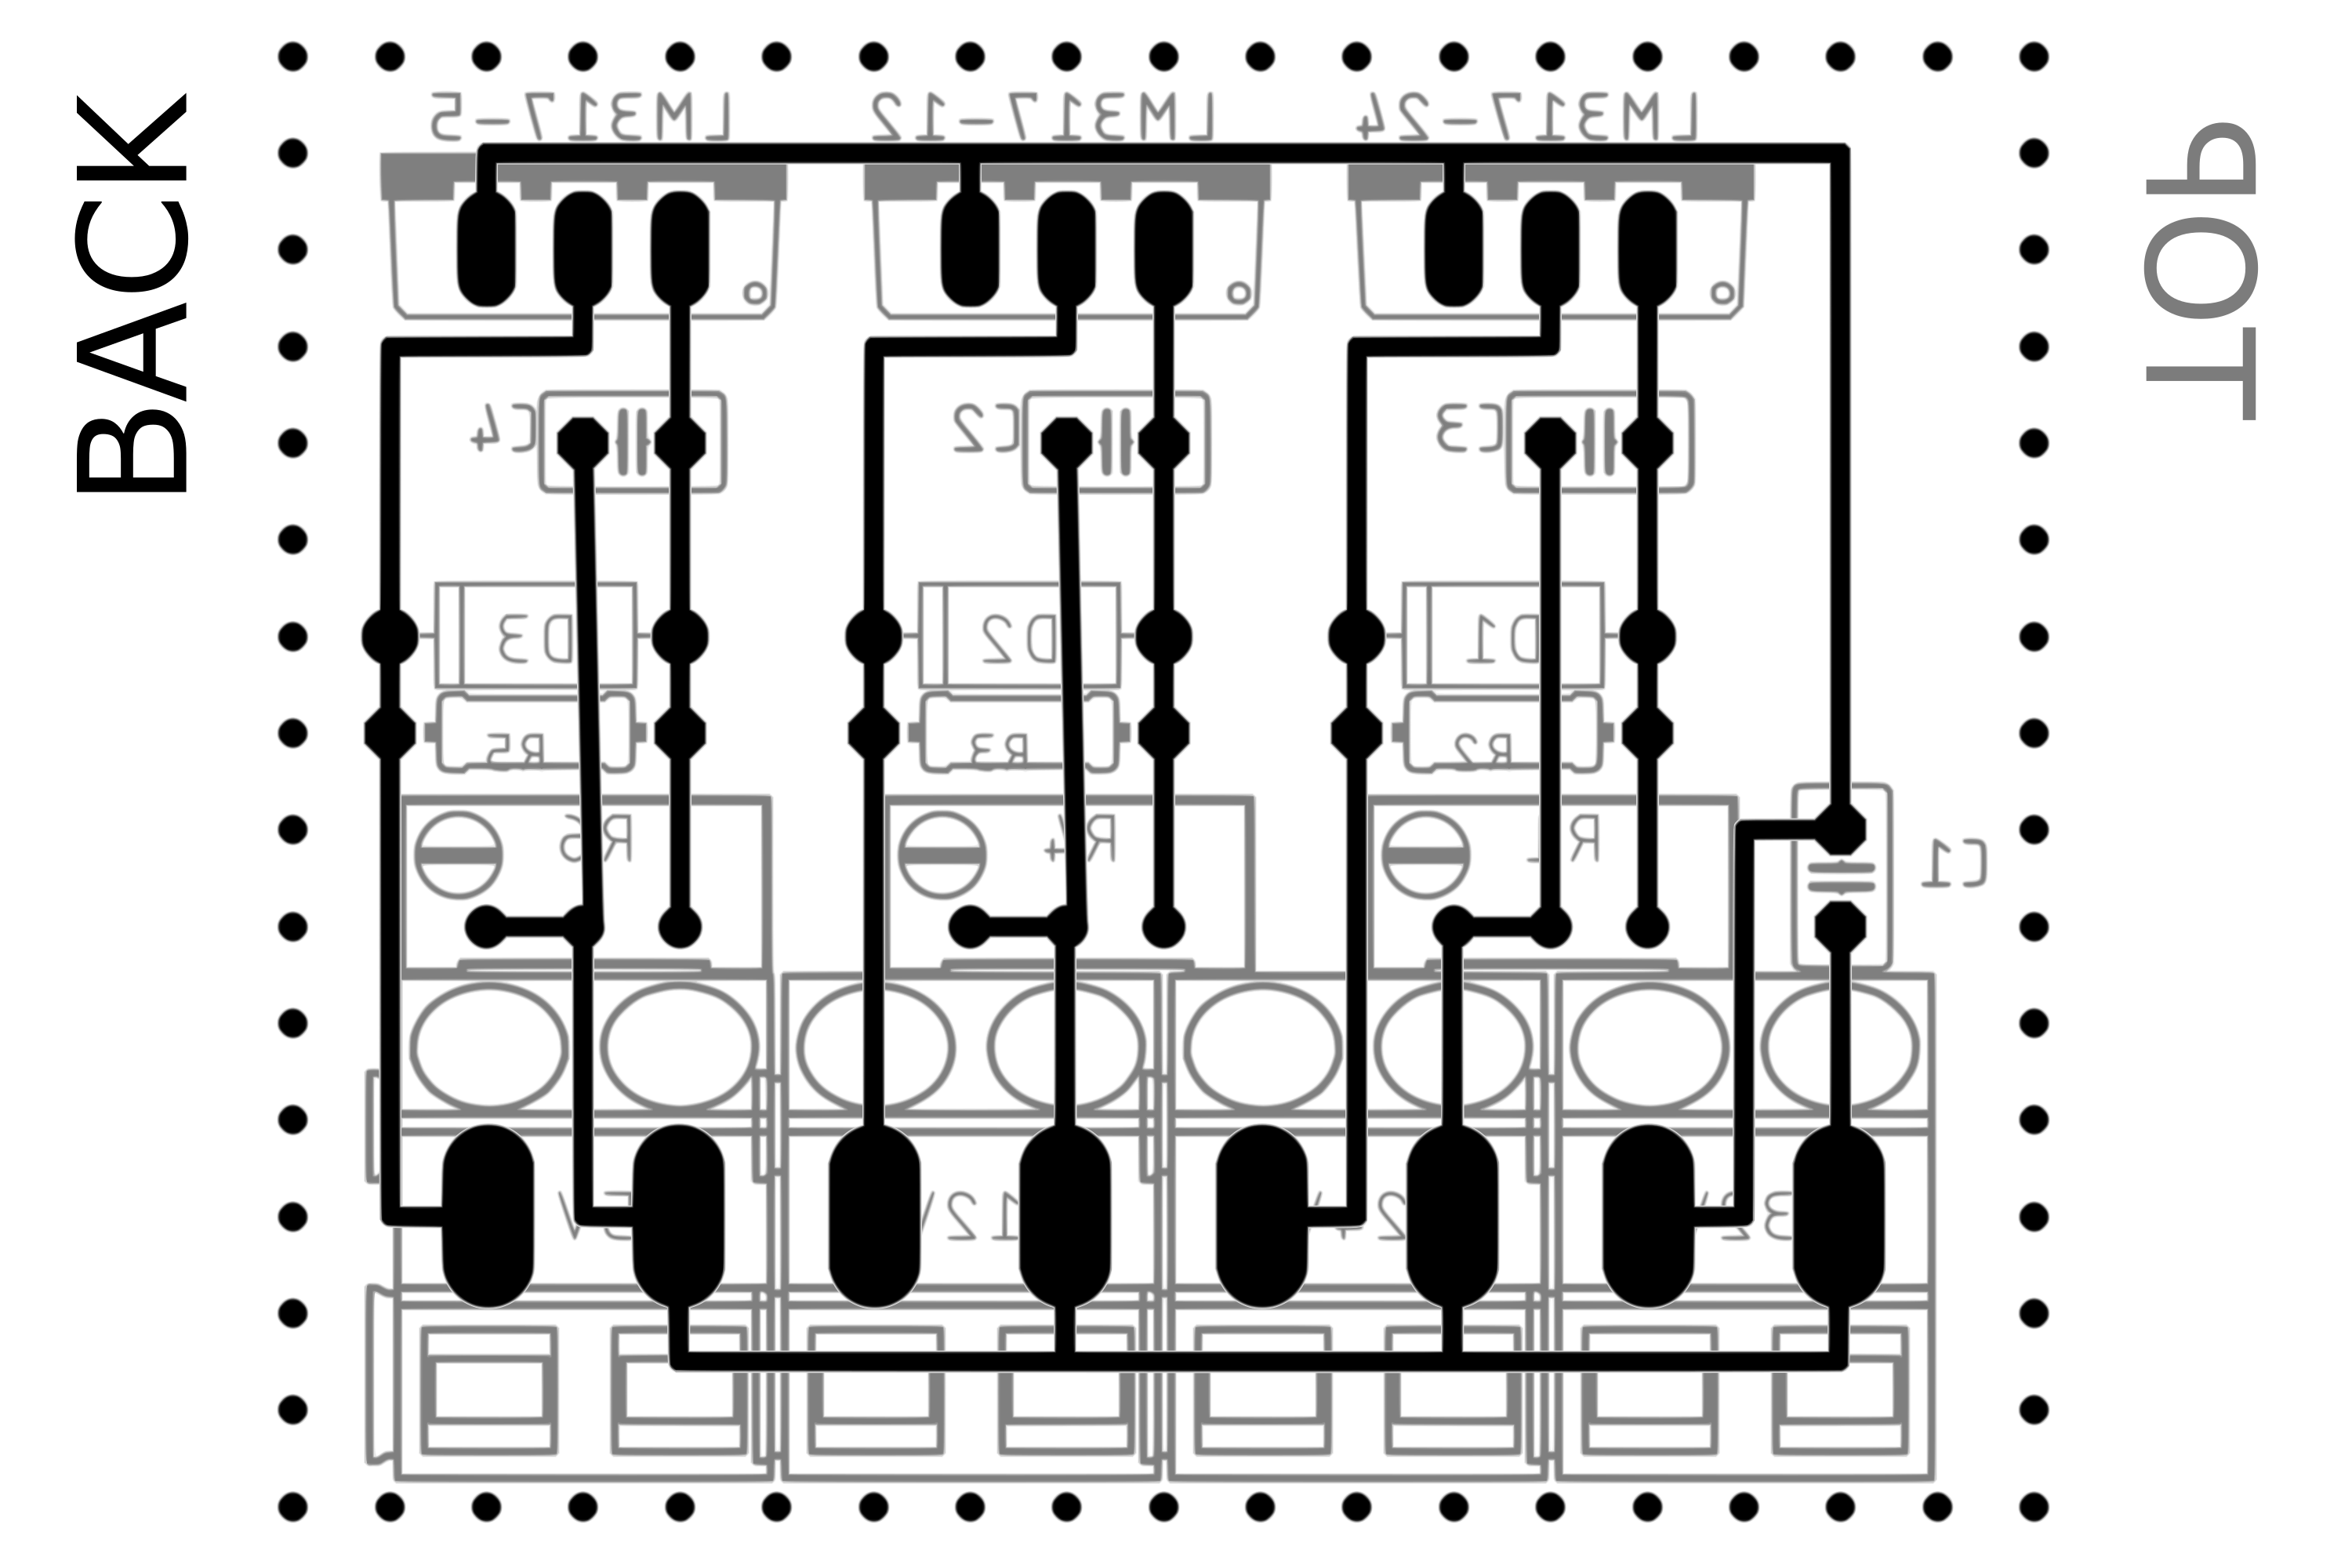 BACK
TOP
LM317-5
LM317-12
LM317-24
C4
C2
C3
D3
D2
D1
R5
R3
R2
R6
R4
R1
C1
5V
12V
24V